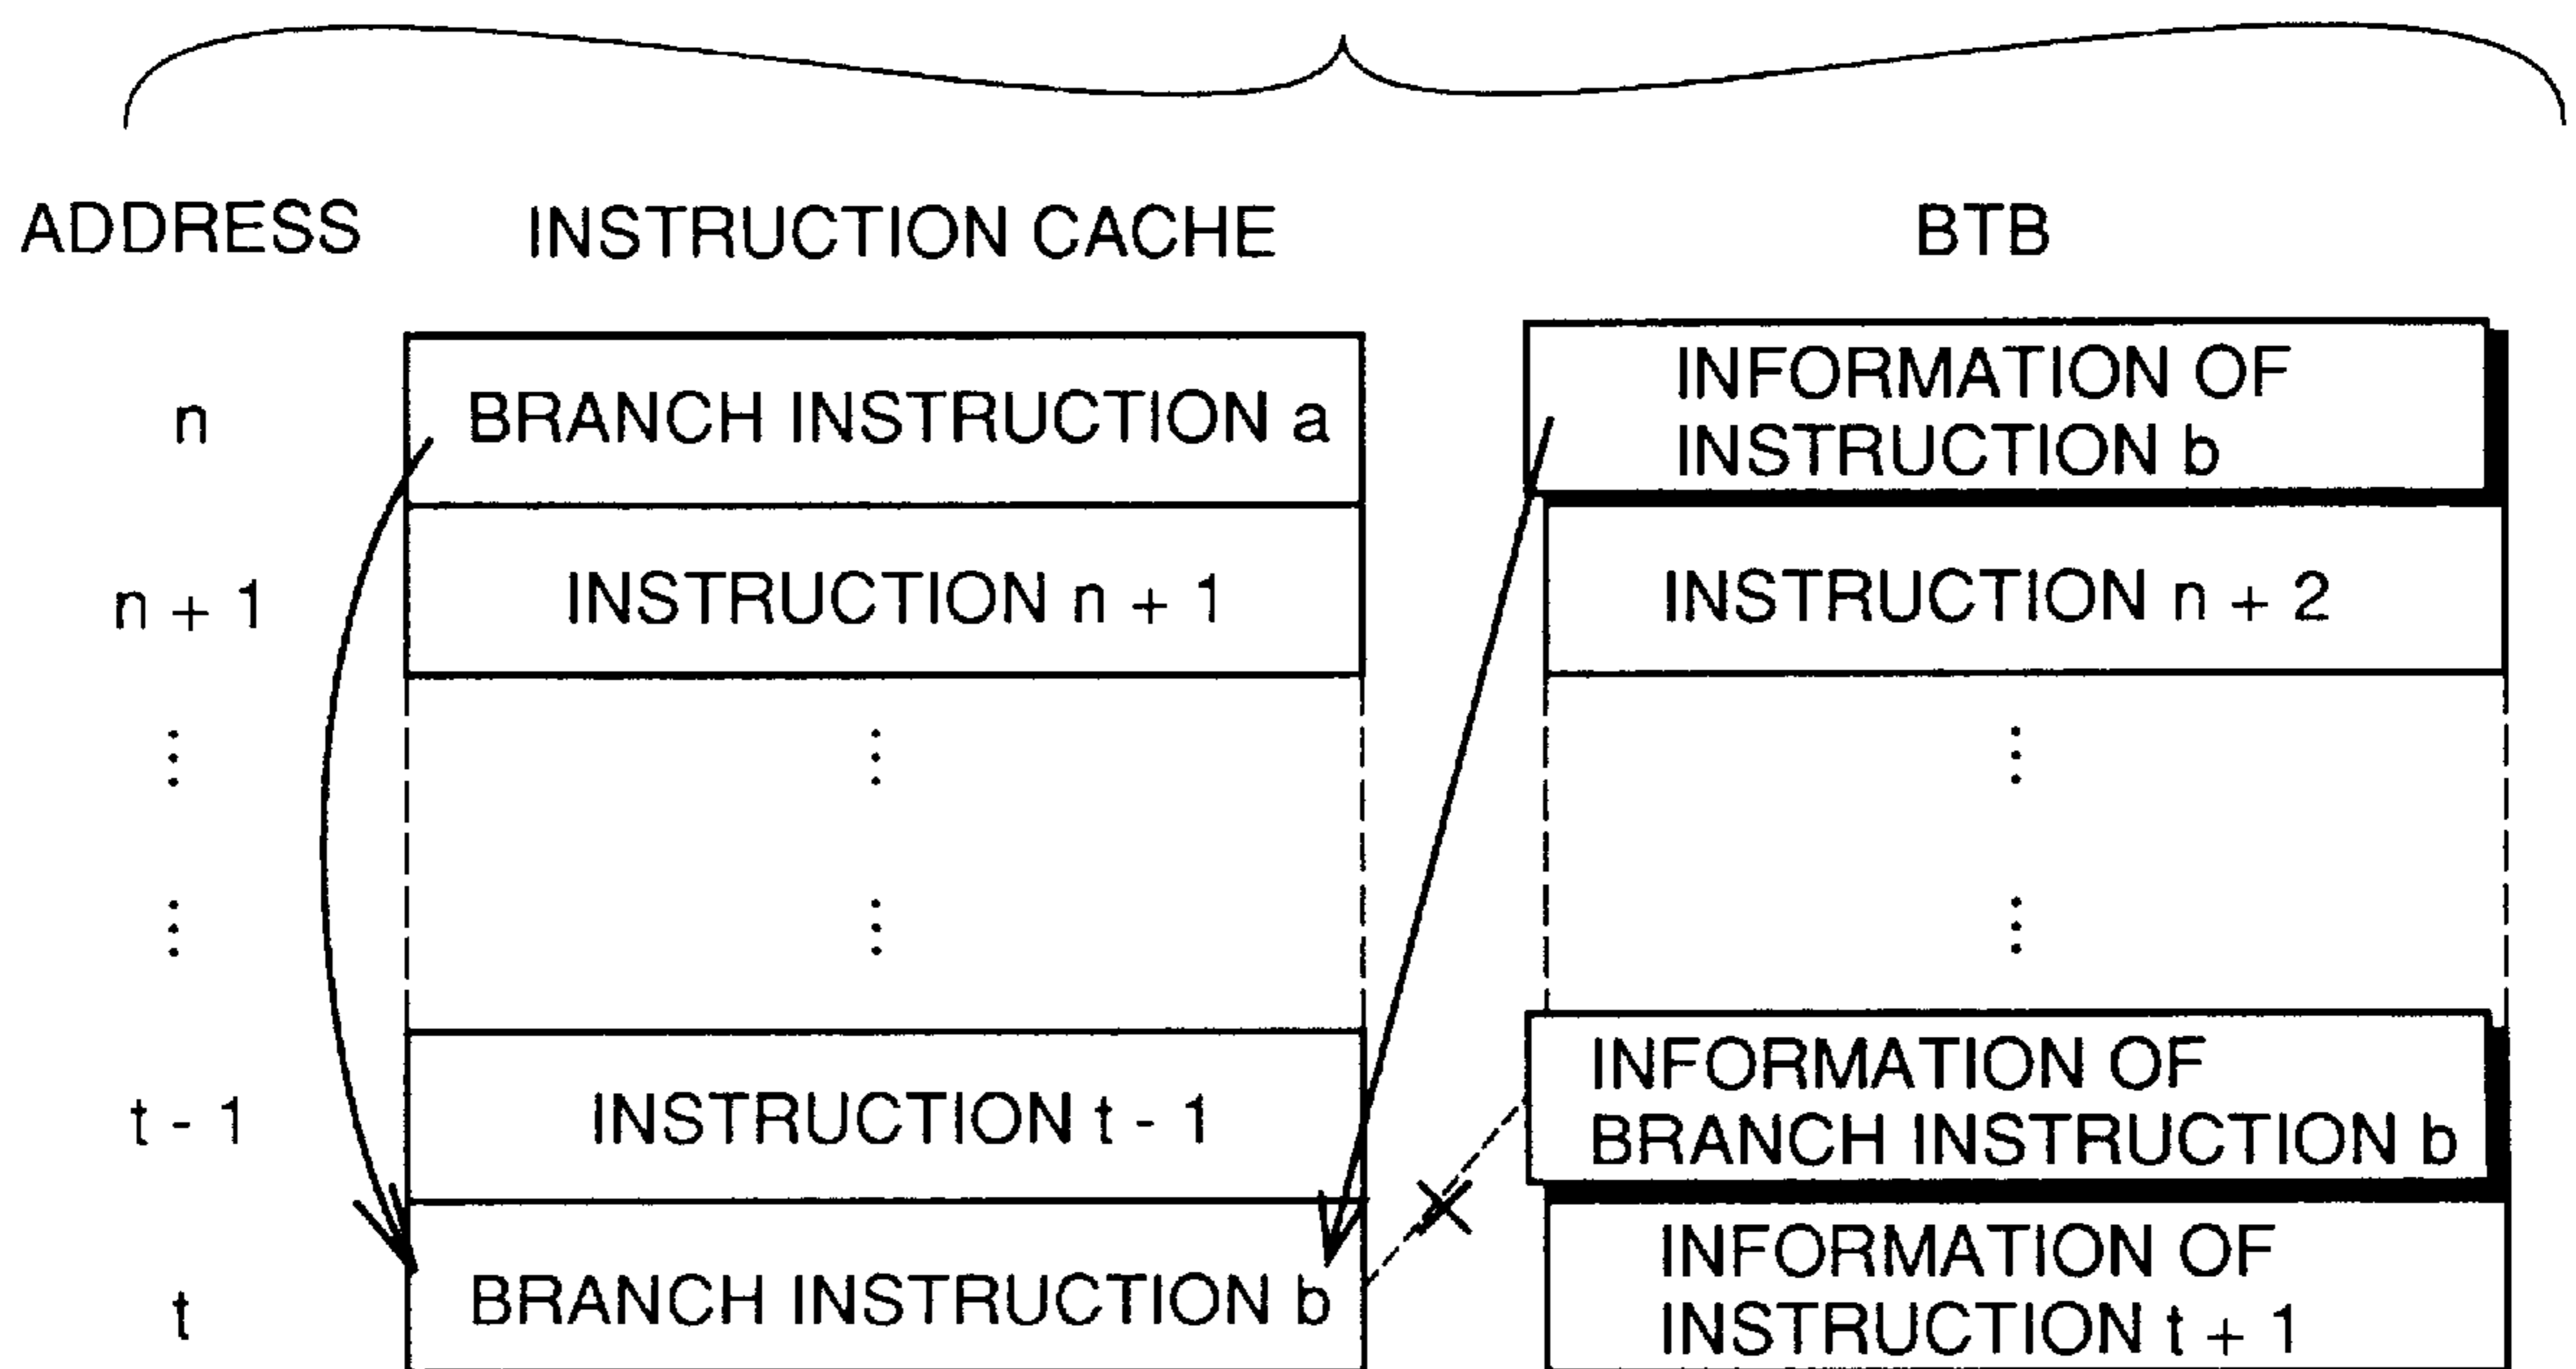 ADDRESS INSTRUCTION CACHE BTB
n BRANCH INSTRUCTION a INFORMATION OF
INSTRUCTION b
n + 1 INSTRUCTION n + 1 INSTRUCTION n + 2
t - 1 INSTRUCTION t - 1 INFORMATION OF
BRANCH INSTRUCTION b
t BRANCH INSTRUCTION b INFORMATION OF
INSTRUCTION t + 1